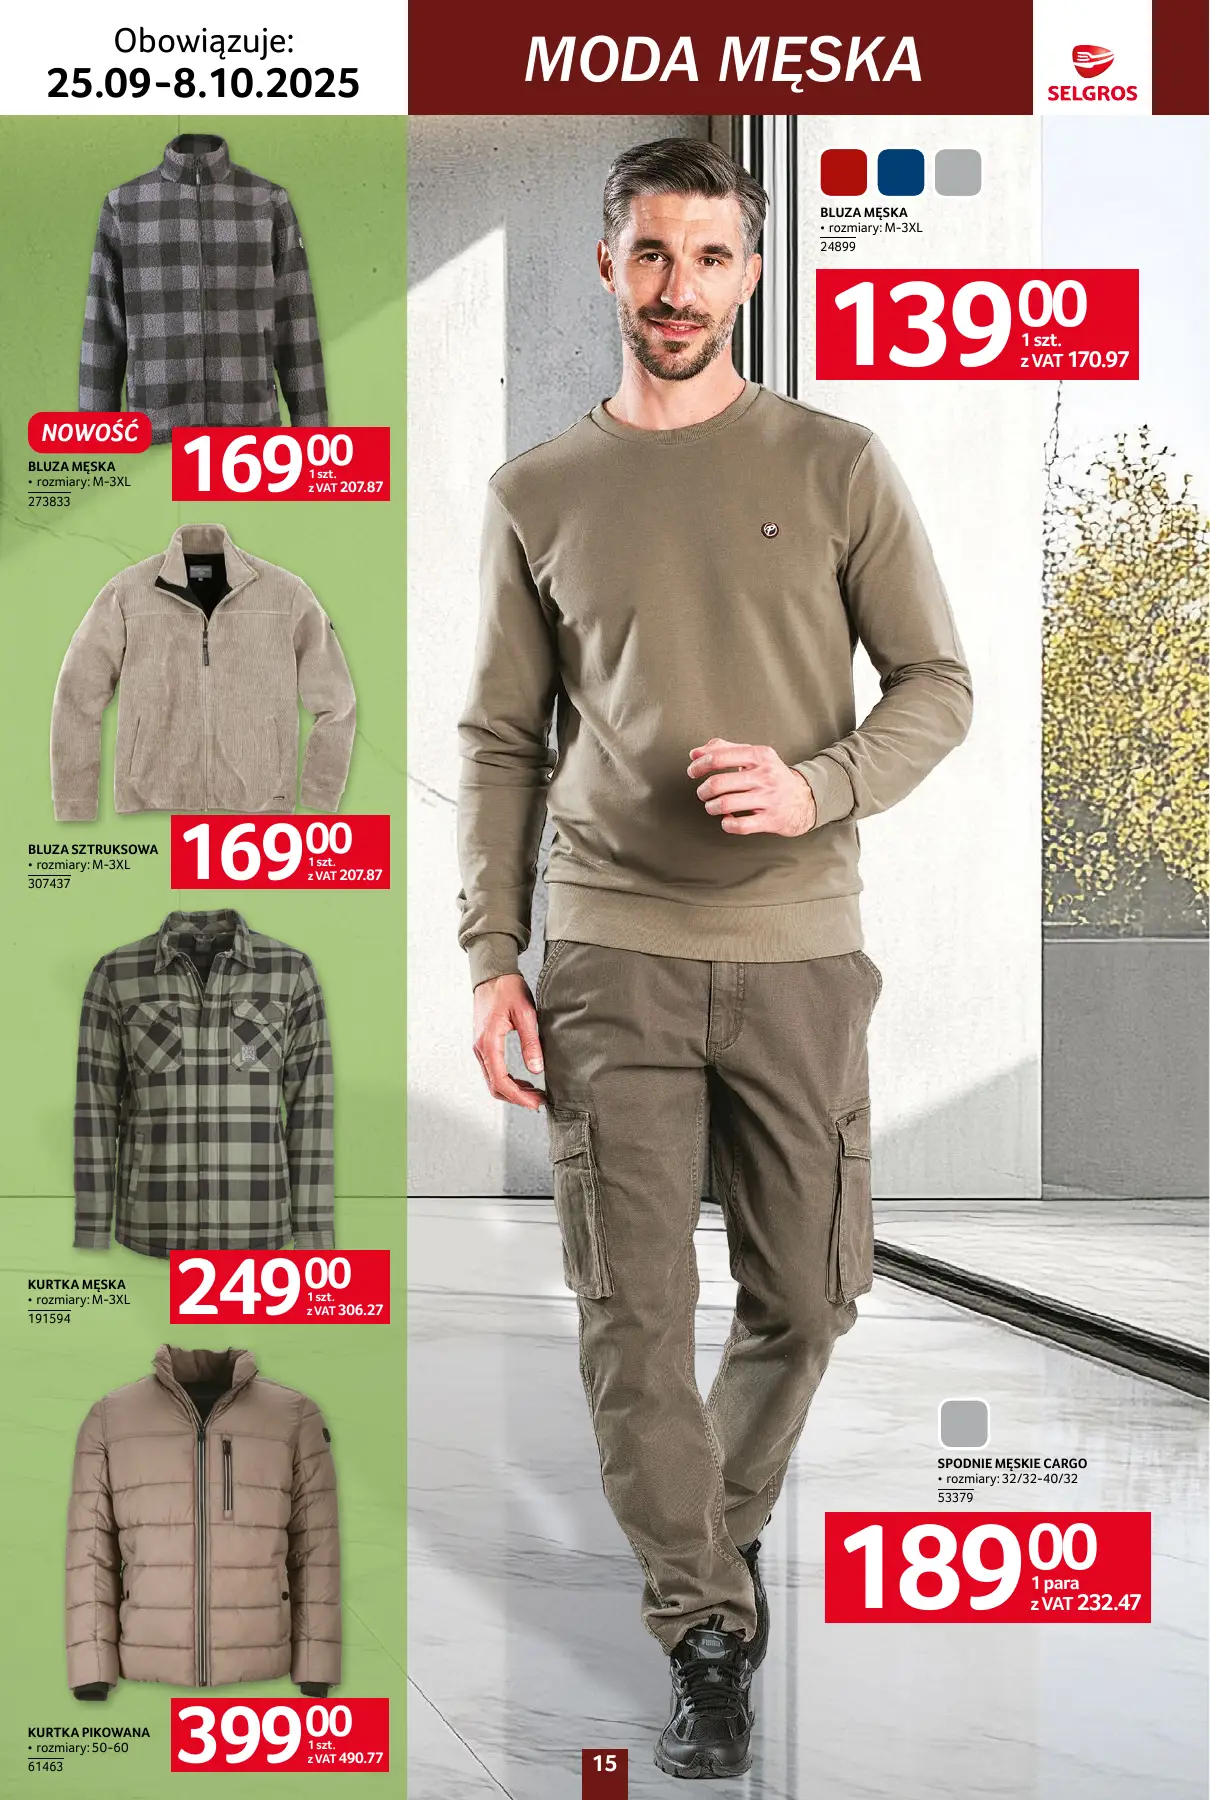 Obowiązuje:
25.09-8.10.2025
MODA MĘSKA
SELGROS
NOWOŚĆ
BLUZA MĘSKA
• rozmiary: M-3XL
273833
169 00
1 szt.
z VAT 207.87
BLUZA SZTRUKSOWA
• rozmiary: M-3XL
307437
169 00
1 szt.
z VAT 207.87
KURTKA MĘSKA
• rozmiary: M-3XL
191594
249 00
1 szt.
z VAT 306.27
KURTKA PIKOWANA
• rozmiary: 50-60
61463
399 00
1 szt.
z VAT 490.77
BLUZA MĘSKA
• rozmiary: M-3XL
24899
139 00
1 szt.
z VAT 170.97
SPODNIE MĘSKIE CARGO
• rozmiary: 32/32-40/32
53379
189 00
1 para
z VAT 232.47
PUMA
15